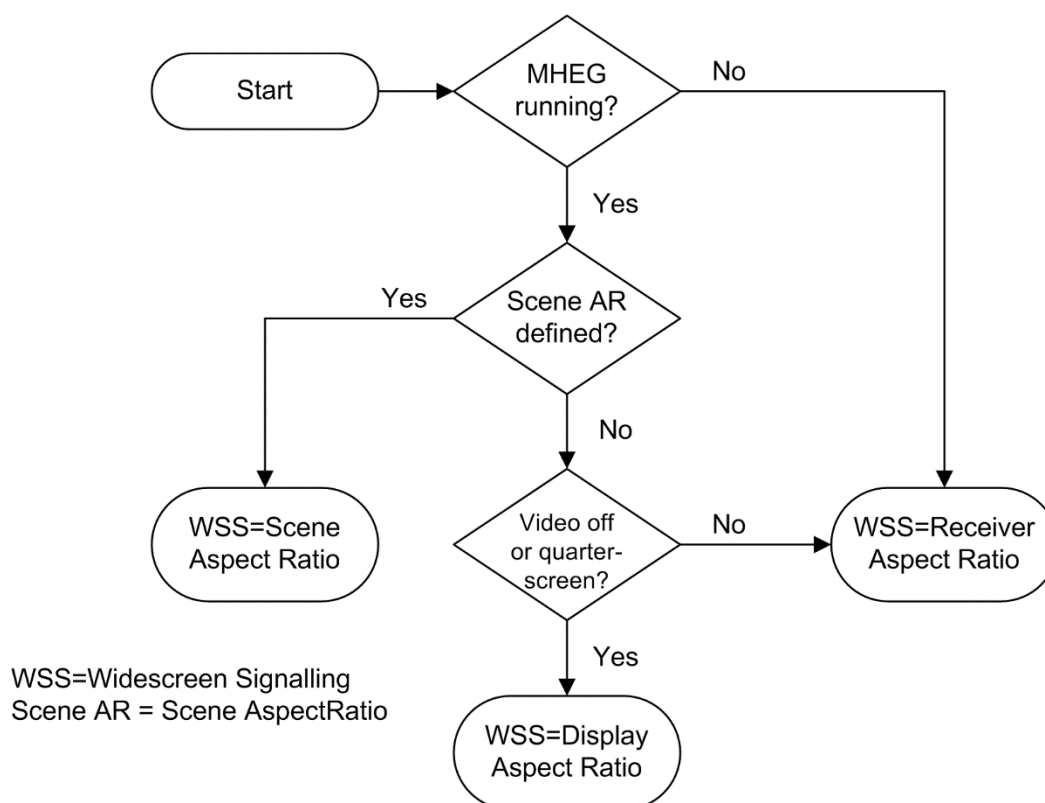 Start
MHEG
running?
No
Yes
Scene AR
defined?
Yes
No
WSS=Scene
Aspect Ratio
Video off
or quarter-
screen?
No
WSS=Receiver
Aspect Ratio
Yes
WSS=Display
Aspect Ratio
WSS=Widescreen Signalling
Scene AR = Scene AspectRatio